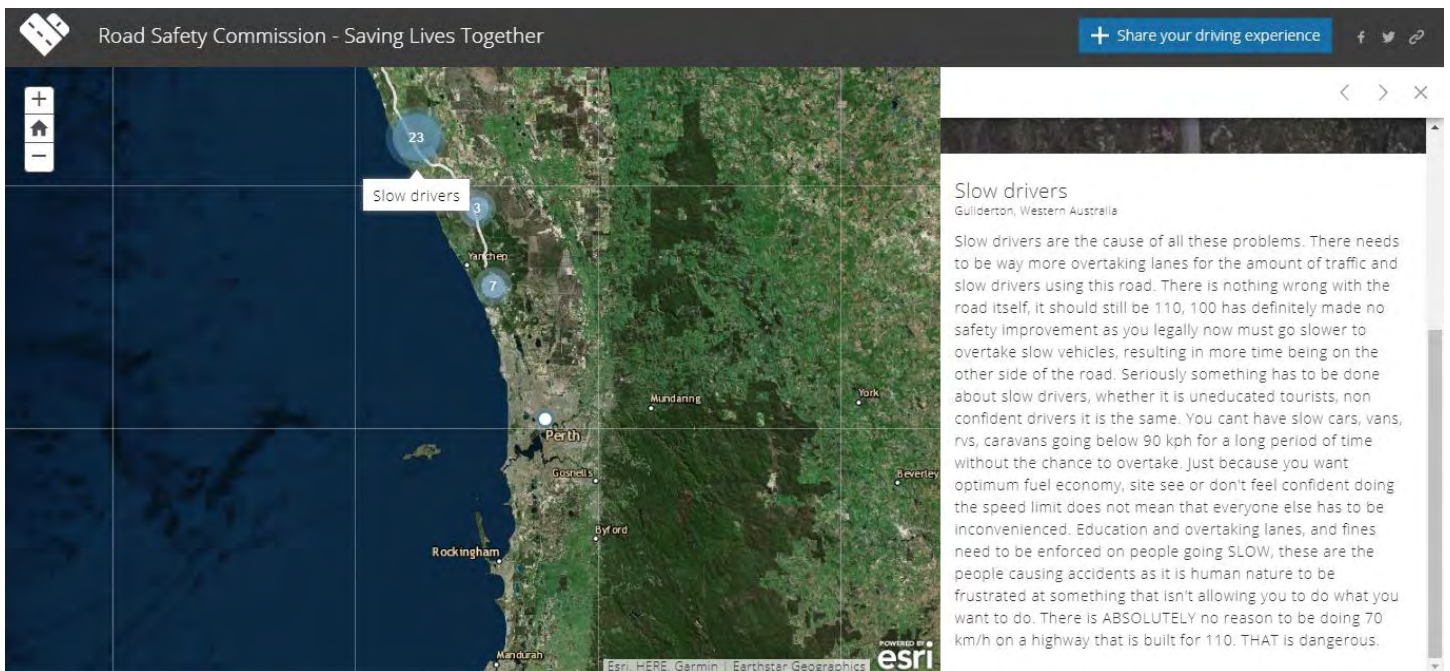 Road Safety Commission - Saving Lives Together
+ Share your driving experience
23
Slow drivers
3
Yanchep
7
Mundaring
York
Perth
Gosnells
Beverley
Byford
Rockingham
Mandurah
POWERED BY
esri
Esri, HERE, Garmin | Earthstar Geographics
Slow drivers
Guilderton, Western Australia
Slow drivers are the cause of all these problems. There needs
to be way more overtaking lanes for the amount of traffic and
slow drivers using this road. There is nothing wrong with the
road itself, it should still be 110, 100 has definitely made no
safety improvement as you legally now must go slower to
overtake slow vehicles, resulting in more time being on the
other side of the road. Seriously something has to be done
about slow drivers, whether it is uneducated tourists, non
confident drivers it is the same. You cant have slow cars, vans,
rvs, caravans going below 90 kph for a long period of time
without the chance to overtake. Just because you want
optimum fuel economy, site see or don't feel confident doing
the speed limit does not mean that everyone else has to be
inconvenienced. Education and overtaking lanes, and fines
need to be enforced on people going SLOW, these are the
people causing accidents as it is human nature to be
frustrated at something that isn't allowing you to do what you
want to do. There is ABSOLUTELY no reason to be doing 70
km/h on a highway that is built for 110. THAT is dangerous.